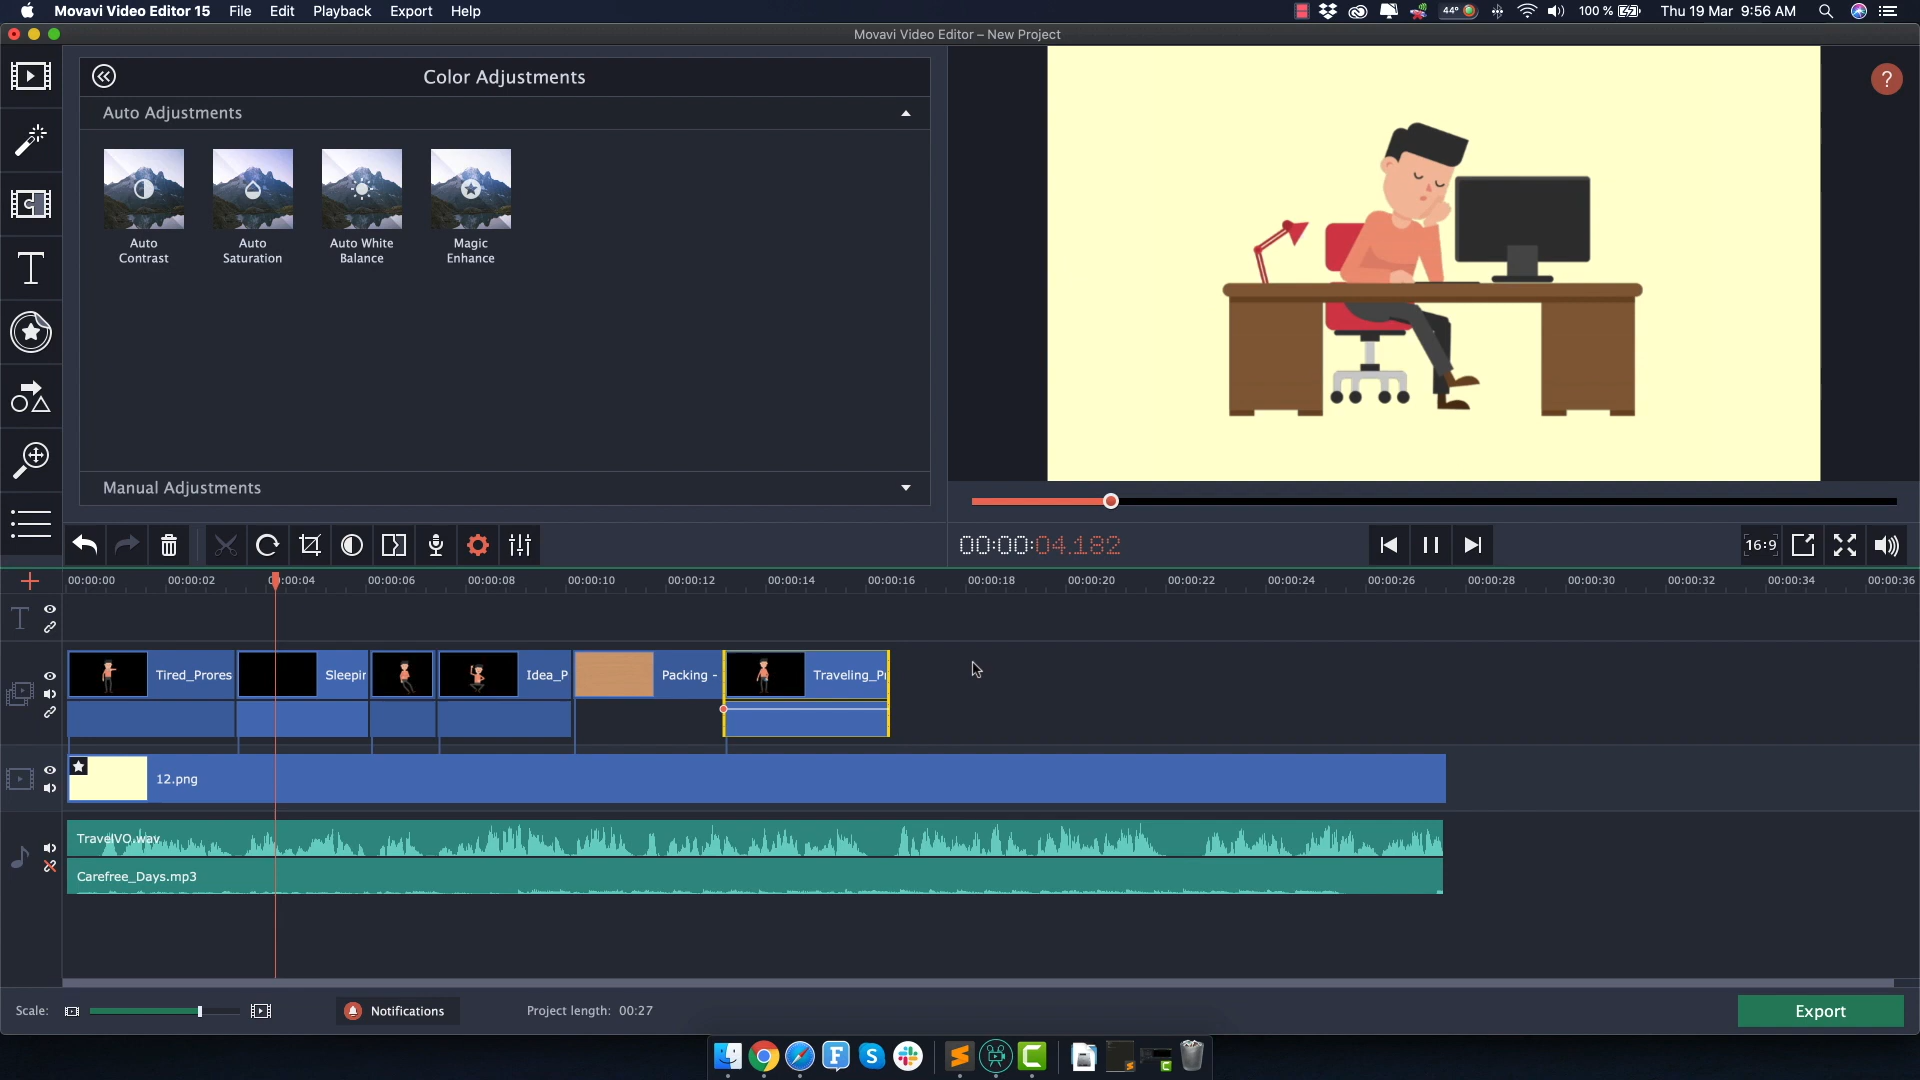 Movavi Video Editor 15 File Edit Playback Export Help
44° 100 % Thu 19 Mar 9:56 AM
Movavi Video Editor – New Project
Color Adjustments
?
Auto Adjustments
Auto Contrast
Auto Saturation
Auto White Balance
Magic Enhance
Manual Adjustments
00:00:04.182
16:9
00:00:00 00:00:02 00:00:04 00:00:06 00:00:08 00:00:10 00:00:12 00:00:14 00:00:16 00:00:18 00:00:20 00:00:22 00:00:24 00:00:26 00:00:28 00:00:30 00:00:32 00:00:34 00:00:36
Tired_Prores Sleepin Idea_P Packing - Traveling_Pr
12.png
TravelVO.wav
Carefree_Days.mp3
Scale: Notifications Project length: 00:27 Export